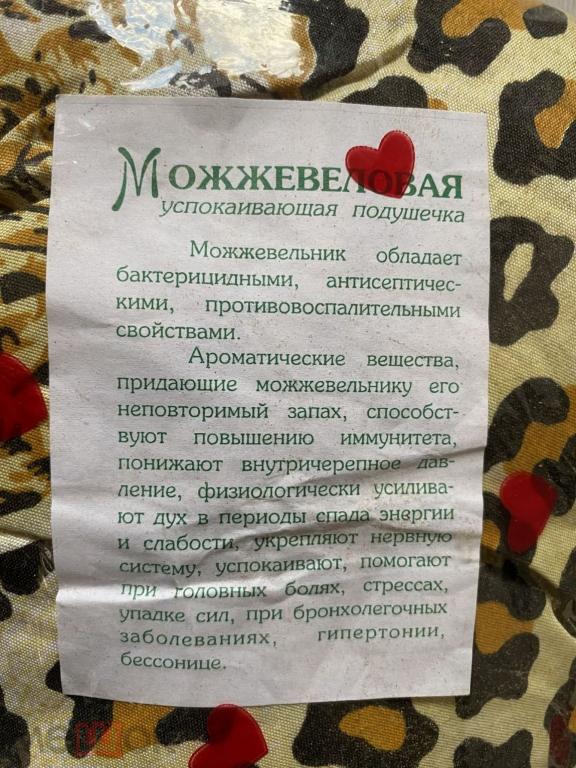 Можжевеловая
успокаивающая подушечка
Можжевельник обладает
бактерицидными, антисептичес-
кими, противовоспалительными
свойствами.
Ароматические вещества,
придающие можжевельнику его
неповторимый запах, способст-
вуют повышению иммунитета,
понижают внутричерепное дав-
ление, физиологически усилива-
ют дух в периоды спада энергии
и слабости, укрепляют нервную
систему, успокаивают, помогают
при головных болях, стрессах,
упадке сил, при бронхолегочных
заболеваниях, гипертонии,
бессонице.